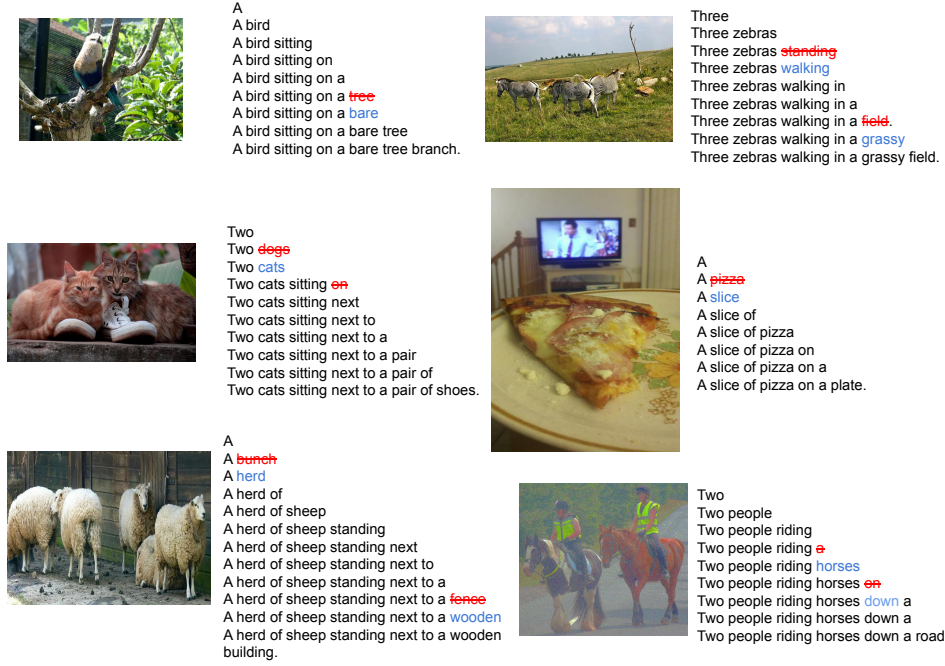 A
A bird
A bird sitting
A bird sitting on
A bird sitting on a
A bird sitting on a tree
A bird sitting on a bare
A bird sitting on a bare tree
A bird sitting on a bare tree branch.
Three
Three zebras
Three zebras standing
Three zebras walking
Three zebras walking in
Three zebras walking in a
Three zebras walking in a field.
Three zebras walking in a grassy
Three zebras walking in a grassy field.
Two
Two dogs
Two cats
Two cats sitting on
Two cats sitting next
Two cats sitting next to
Two cats sitting next to a
Two cats sitting next to a pair
Two cats sitting next to a pair of
Two cats sitting next to a pair of shoes.
A
A pizza
A slice
A slice of
A slice of pizza
A slice of pizza on
A slice of pizza on a
A slice of pizza on a plate.
A
A bunch
A herd
A herd of
A herd of sheep
A herd of sheep standing
A herd of sheep standing next
A herd of sheep standing next to
A herd of sheep standing next to a
A herd of sheep standing next to a fence
A herd of sheep standing next to a wooden
A herd of sheep standing next to a wooden
building.
Two
Two people
Two people riding
Two people riding a
Two people riding horses
Two people riding horses on
Two people riding horses down a
Two people riding horses down a
Two people riding horses down a road